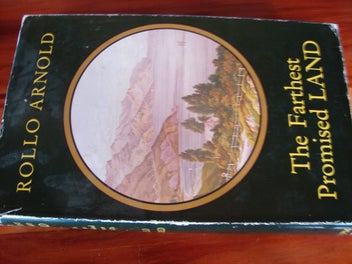 ROLLO ARNOLD
The Farthest
Promised LAND